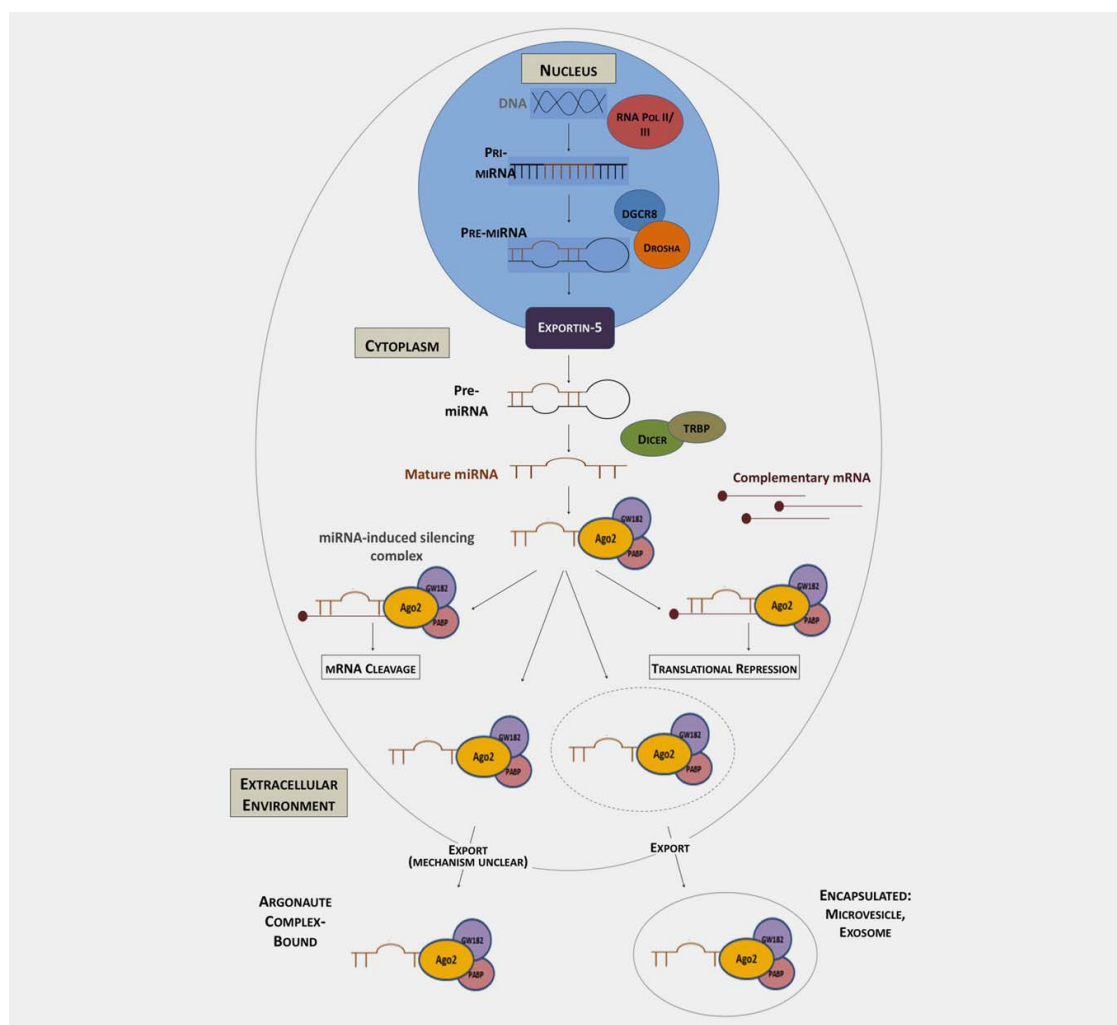 NUCLEUS
DNA
RNA POL II/
III
PRI-
MIRNA
DGCR8
PRE-MIRNA
DROSHA
EXPORTIN-5
CYTOPLASM
Pre-
miRNA
DICER
TRBP
Mature miRNA
Complementary mRNA
GW182
Ago2
PABP
miRNA-induced silencing
complex
GW182
Ago2
PABP
GW182
Ago2
PABP
MRNA CLEAVAGE
TRANSLATIONAL REPRESSION
GW182
Ago2
PABP
GW182
Ago2
PABP
EXTRACELLULAR
ENVIRONMENT
EXPORT
(MECHANISM UNCLEAR)
EXPORT
ARGONAUTE
COMPLEX-
BOUND
ENCAPSULATED:
MICROVESICLE,
EXOSOME
GW182
Ago2
PABP
GW182
Ago2
PABP